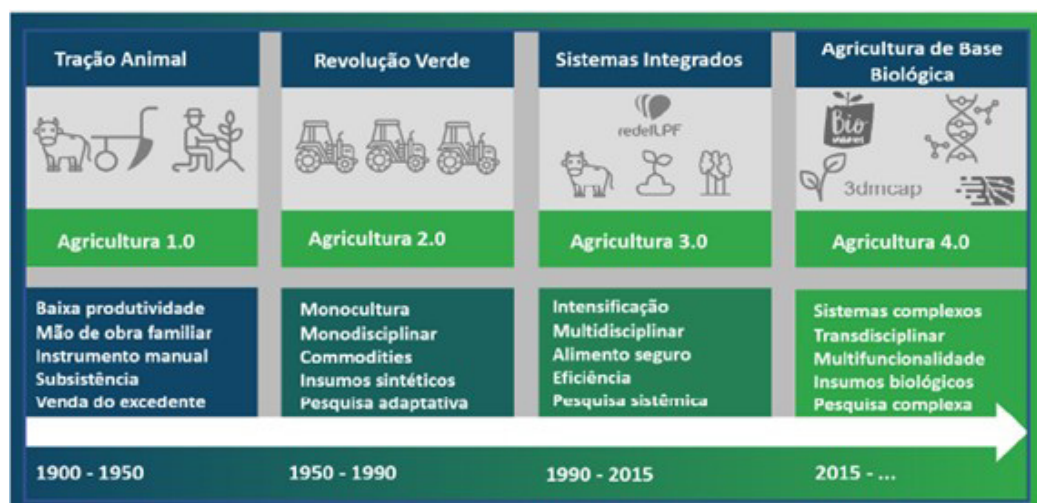 Tração Animal
Revolução Verde
Sistemas Integrados
Agricultura de Base
Biológica
redeILPF
Bio
3dmcap
Agricultura 1.0
Agricultura 2.0
Agricultura 3.0
Agricultura 4.0
Baixa produtividade
Mão de obra familiar
Instrumento manual
Subsistência
Venda do excedente
Monocultura
Monodisciplinar
Commodities
Insumos sintéticos
Pesquisa adaptativa
Intensificação
Multidisciplinar
Alimento seguro
Eficiência
Pesquisa sistêmica
Sistemas complexos
Transdisciplinar
Multifuncionalidade
Insumos biológicos
Pesquisa complexa
1900 - 1950
1950 - 1990
1990 - 2015
2015 - ...